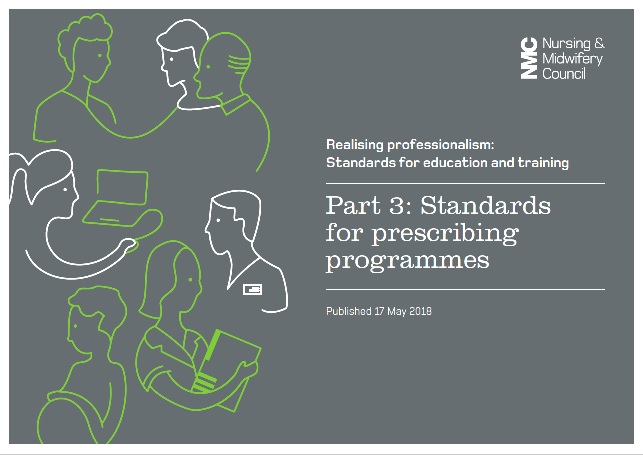 NMC
Nursing &
Midwifery
Council
Realising professionalism:
Standards for education and training
Part 3: Standards
for prescribing
programmes
Published 17 May 2018